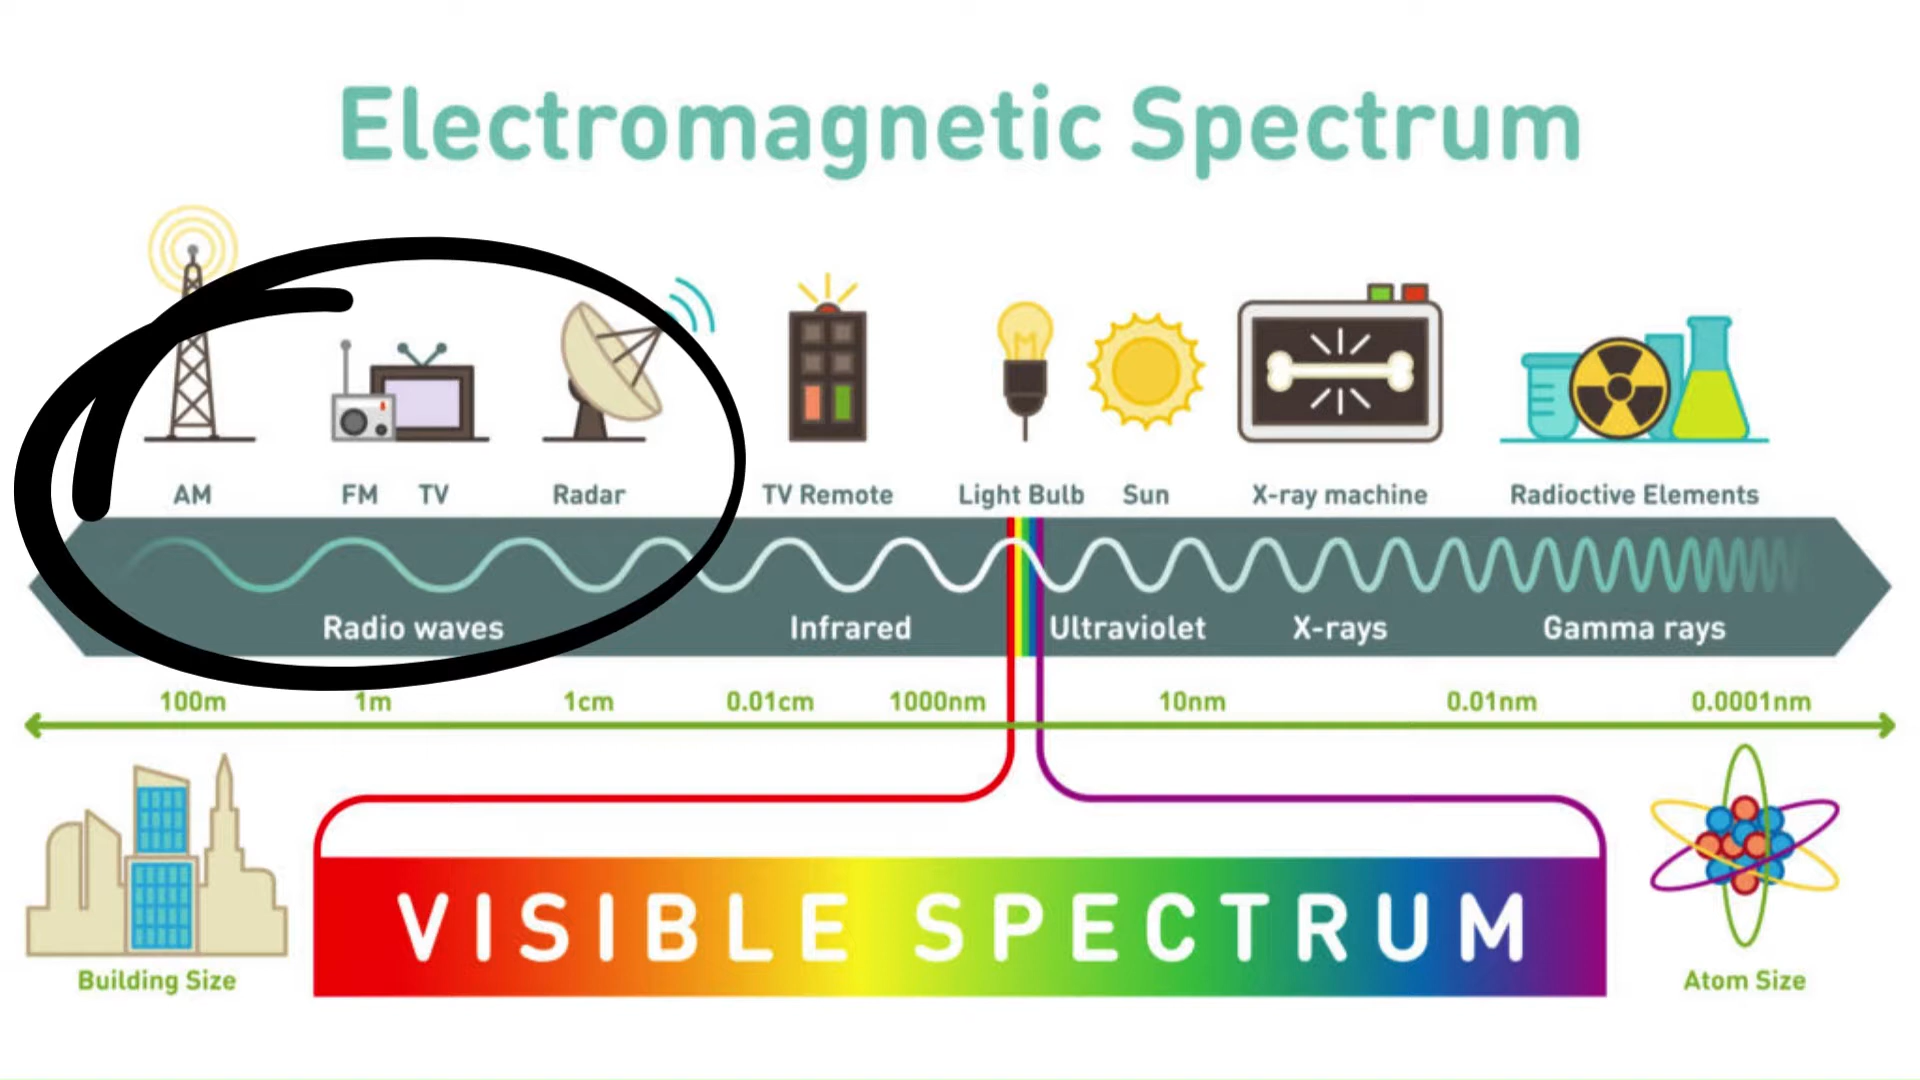 Electromagnetic Spectrum
AM FM TV Radar TV Remote Light Bulb Sun X-ray machine Radioctive Elements
Radio waves Infrared Ultraviolet X-rays Gamma rays
100m 1m 1cm 0.01cm 1000nm 10nm 0.01nm 0.0001nm
VISIBLE SPECTRUM
Building Size Atom Size